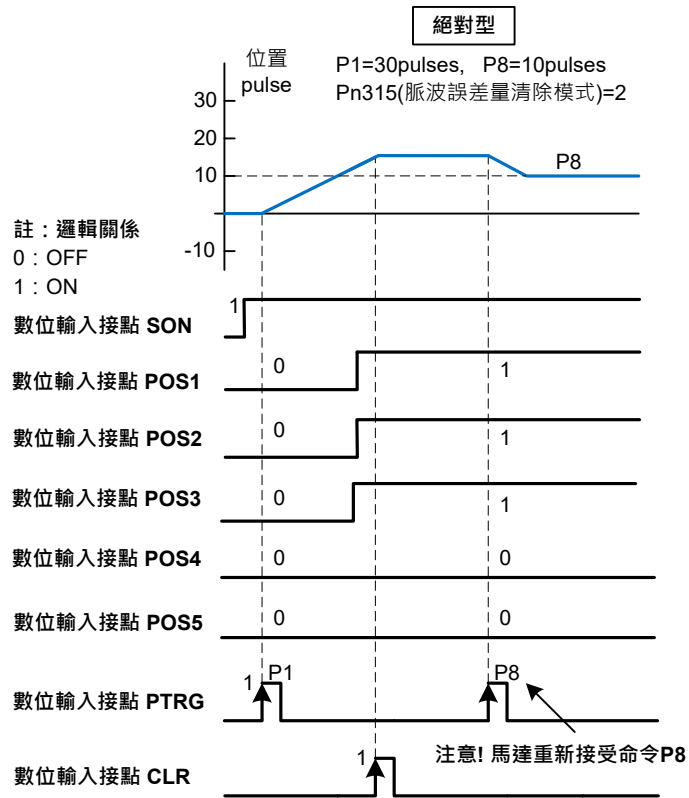 絕對型
位置
pulse
P1=30pulses, P8=10pulses
Pn315(脈波誤差量清除模式)=2
30
20
10
-10
P8
註：邏輯關係
0：OFF
1：ON
數位輸入接點 SON
1
數位輸入接點 POS1
0
1
數位輸入接點 POS2
0
1
數位輸入接點 POS3
0
1
數位輸入接點 POS4
0
0
數位輸入接點 POS5
0
0
數位輸入接點 PTRG
1
P1
P8
注意! 馬達重新接受命令P8
數位輸入接點 CLR
1